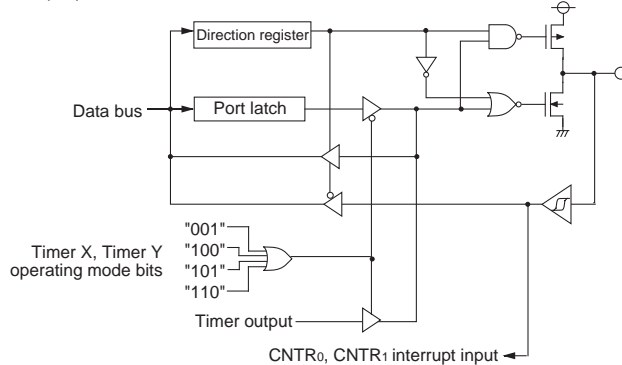 Direction register
Data bus
Port latch
"001"
Timer X, Timer Y
operating mode bits
"100"
"101"
"110"
Timer output
CNTR0, CNTR1 interrupt input